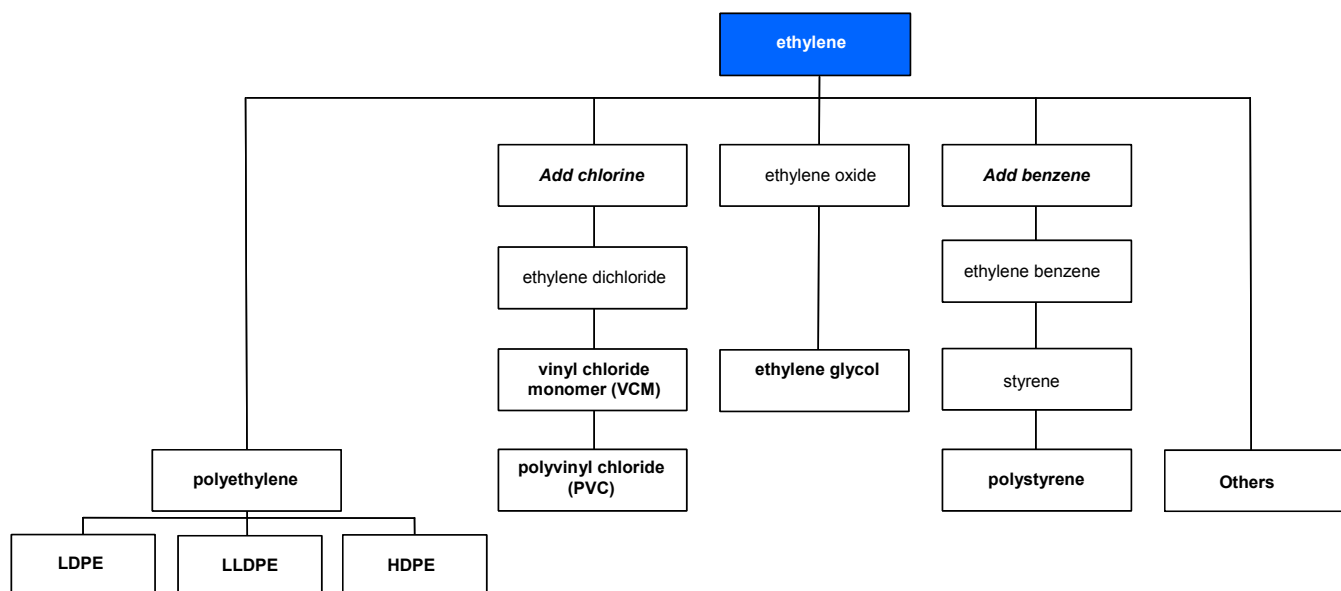 ethylene
Add chlorine
ethylene oxide
Add benzene
ethylene dichloride
ethylene benzene
vinyl chloride
monomer (VCM)
ethylene glycol
styrene
polyethylene
polyvinyl chloride
(PVC)
polystyrene
Others
LDPE
LLDPE
HDPE